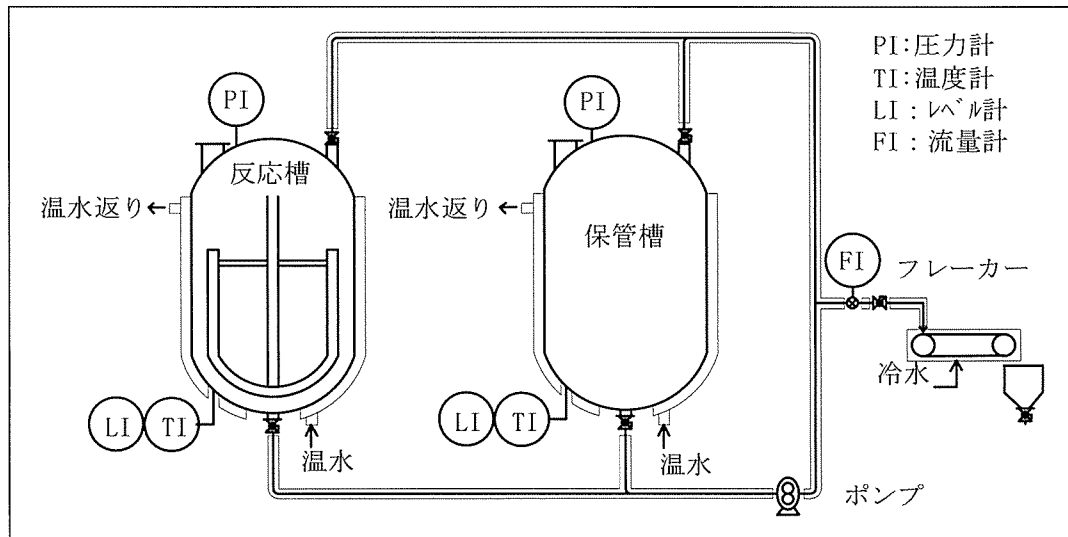 PI:圧力計
TI:温度計
LI:レベル計
FI:流量計
PI
PI
反応槽
温水返り
温水返り
保管槽
FI
フレーカー
冷水
LI
TI
LI
TI
温水
温水
ポンプ